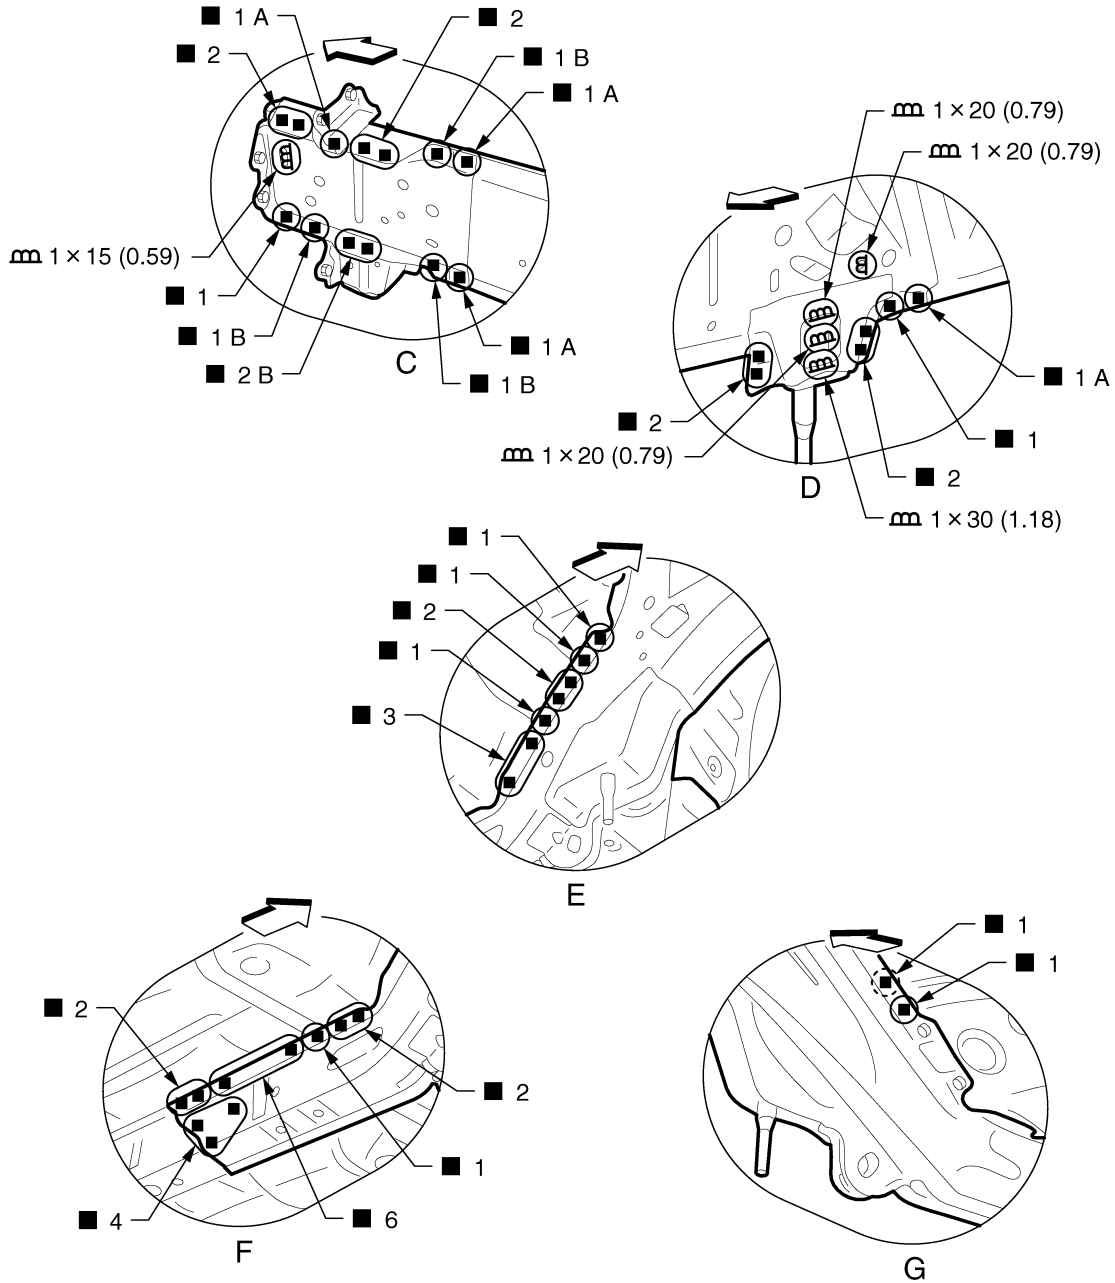 ■ 1 A
■ 2
■ 2
■ 1 B
■ 1 A
1 × 15 (0.59)
■ 1
■ 1 B
■ 2 B
■ 1 A
■ 1 B
C
1 × 20 (0.79)
1 × 20 (0.79)
■ 1 A
■ 2
■ 1
1 × 20 (0.79)
■ 2
1 × 30 (1.18)
D
■ 1
■ 1
■ 2
■ 1
■ 3
E
■ 2
■ 2
■ 1
■ 4
■ 6
F
■ 1
■ 1
G